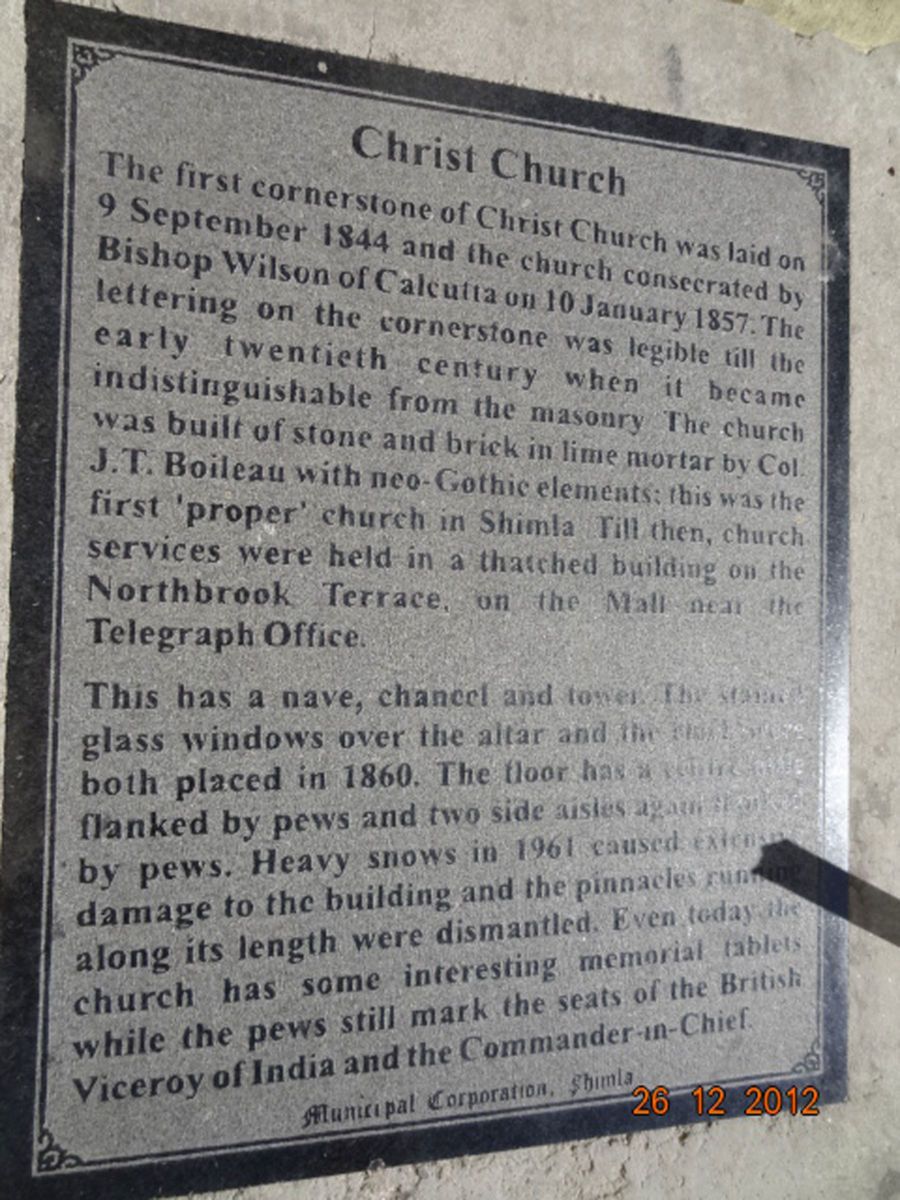 Christ Church
The first cornerstone of Christ Church was laid on
9 September 1844 and the church consecrated by
Bishop Wilson of Calcutta on 10 January 1857. The
lettering on the cornerstone was legible till the
early twentieth century when it became
indistinguishable from the masonry The church
was built of stone and brick in lime mortar by Col.
J.T. Boileau with neo-Gothic elements; this was the
first 'proper' church in Shimla Till then, church
services were held in a thatched building on the
Northbrook Terrace, on the Mall near the
Telegraph Office.
This has a nave, chancel and tower. The stained
glass windows over the altar and the
both placed in 1860. The floor has a
flanked by pews and two side aisles again
by pews. Heavy snows in 1961 caused extensive
damage to the building and the pinnacles running
along its length were dismantled. Even today the
church has some interesting memorial tablets
while the pews still mark the seats of the British
Viceroy of India and the Commander-in-Chief.
Municipal Corporation, Shimla
26 12 2012